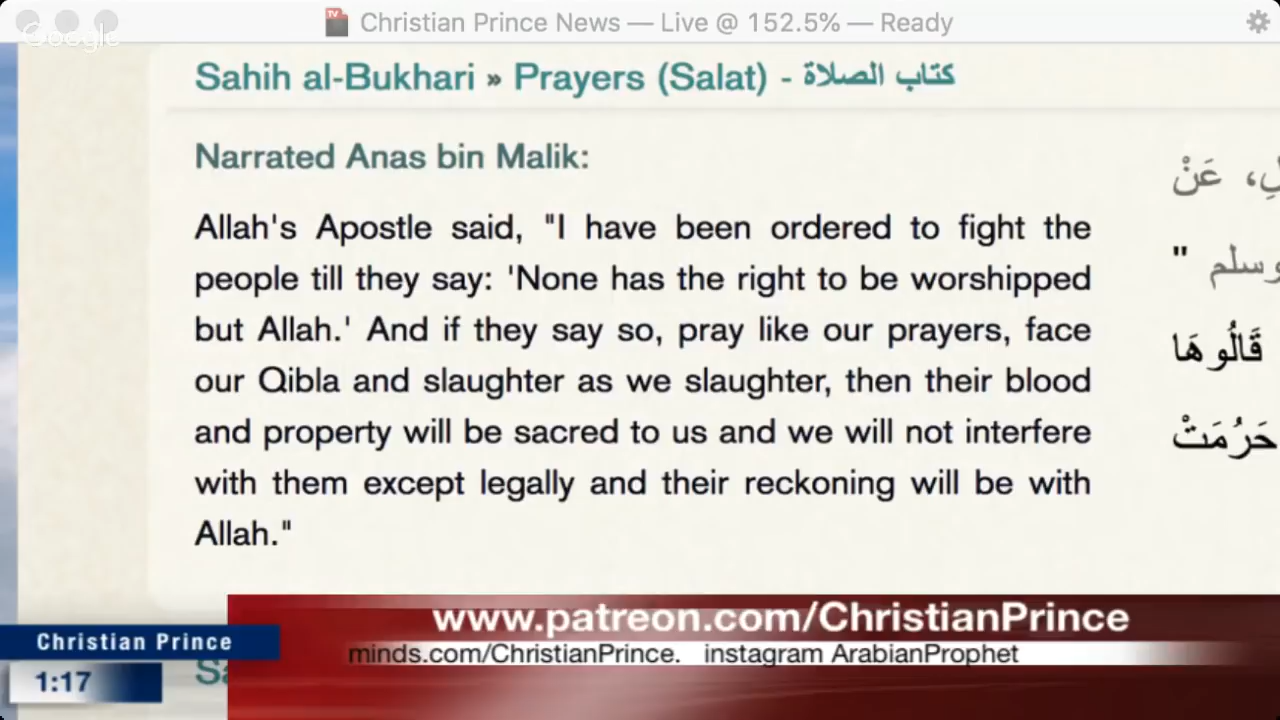 Christian Prince News — Live @ 152.5% — Ready
Google
Sahih al-Bukhari » Prayers (Salat) - كتاب الصلاة
Narrated Anas bin Malik:
Allah's Apostle said, "I have been ordered to fight the
people till they say: 'None has the right to be worshipped
but Allah.' And if they say so, pray like our prayers, face
our Qibla and slaughter as we slaughter, then their blood
and property will be sacred to us and we will not interfere
with them except legally and their reckoning will be with
Allah."
عَنْ
وسلم "
قَالُوهَا
حَرُمَتْ
www.patreon.com/ChristianPrince
Christian Prince
minds.com/ChristianPrince. instagram ArabianProphet
1:17